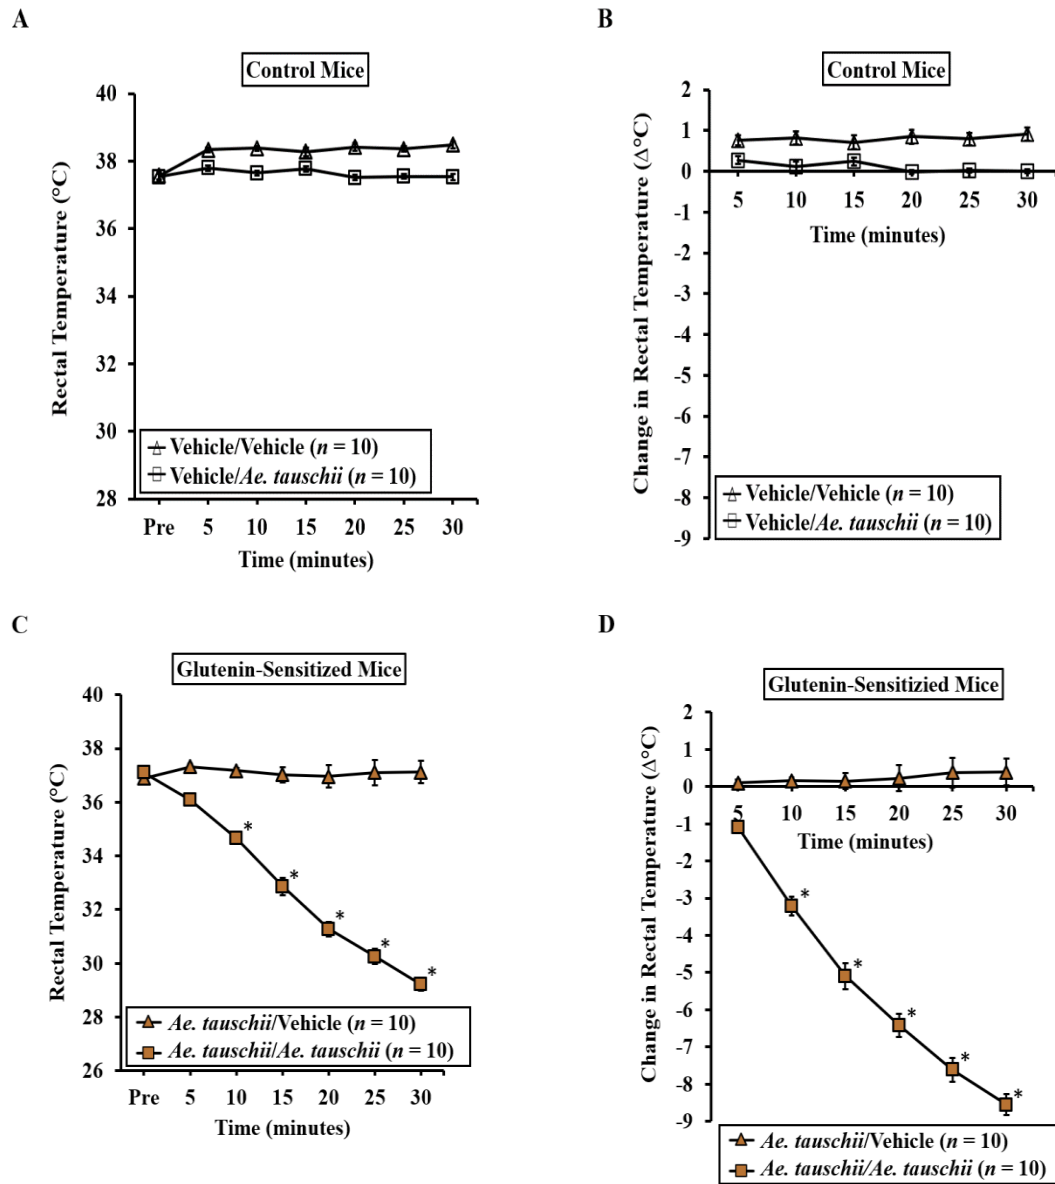 A
Control Mice
Rectal Temperature (°C)
40
38
36
34
32
30
28
Vehicle/Vehicle (n = 10)
Vehicle/Ae. tauschii (n = 10)
Pre 5 10 15 20 25 30
Time (minutes)
B
Control Mice
Change in Rectal Temperature (Δ°C)
2
1
0
-1
-2
-3
-4
-5
-6
-7
-8
-9
5 10 15 20 25 30
Time (minutes)
Vehicle/Vehicle (n = 10)
Vehicle/Ae. tauschii (n = 10)
C
Glutenin-Sensitized Mice
Rectal Temperature (°C)
40
38
36
34
32
30
28
26
*
*
*
*
*
Ae. tauschii/Vehicle (n = 10)
Ae. tauschii/Ae. tauschii (n = 10)
Pre 5 10 15 20 25 30
Time (minutes)
D
Glutenin-Sensitizied Mice
Change in Rectal Temperature (Δ°C)
2
1
0
-1
-2
-3
-4
-5
-6
-7
-8
-9
5 10 15 20 25 30
Time (minutes)
*
*
*
*
*
Ae. tauschii/Vehicle (n = 10)
Ae. tauschii/Ae. tauschii (n = 10)